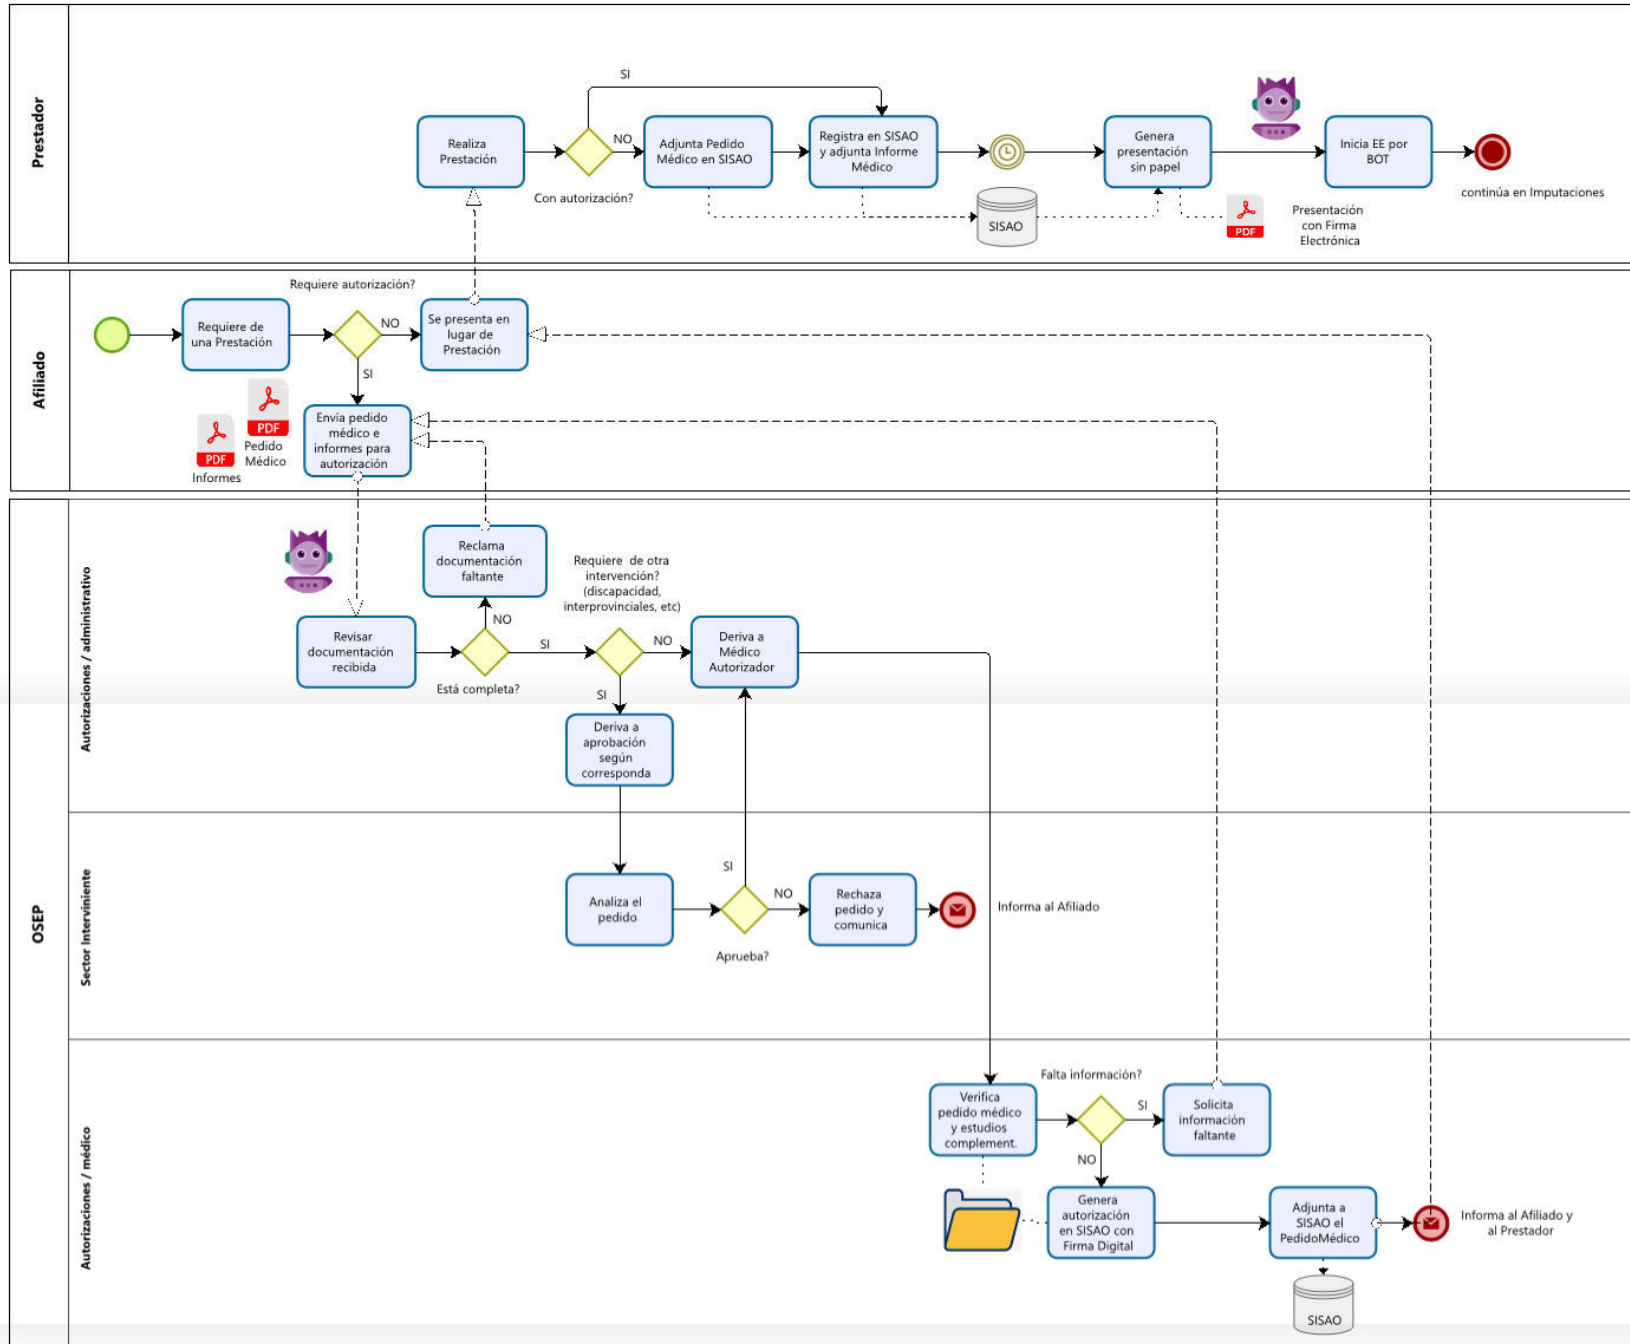 Prestador
SI
Realiza
Prestación
NO
Con autorización?
Adjunta Pedido
Médico en SISAO
Registra en SISAO
y adjunta Informe
Médico
SISAO
Genera
presentación
sin papel
PDF
Presentación
con Firma
Electrónica
Inicia EE por
BOT
continúa en Imputaciones
Afiliado
Requiere de
una Prestación
Requiere autorización?
NO
SI
Se presenta en
lugar de
Prestación
Envía pedido
médico e
informes para
autorización
PDF
Pedido
Médico
PDF
Informes
OSEP
Autorizaciones / administrativo
Revisar
documentación
recibida
Está completa?
NO
Reclama
documentación
faltante
SI
Requiere de otra
intervención?
(discapacidad,
interprovinciales, etc)
NO
Deriva a
Médico
Autorizador
SI
Deriva a
aprobación
según
corresponda
Sector Interviniente
Analiza el
pedido
SI
Aprueba?
NO
Rechaza
pedido y
comunica
Informa al Afiliado
Autorizaciones / médico
Verifica
pedido médico
y estudios
complement.
Falta información?
SI
Solicita
información
faltante
NO
Genera
autorización
en SISAO con
Firma Digital
Adjunta a
SISAO el
PedidoMédico
Informa al Afiliado y
al Prestador
SISAO